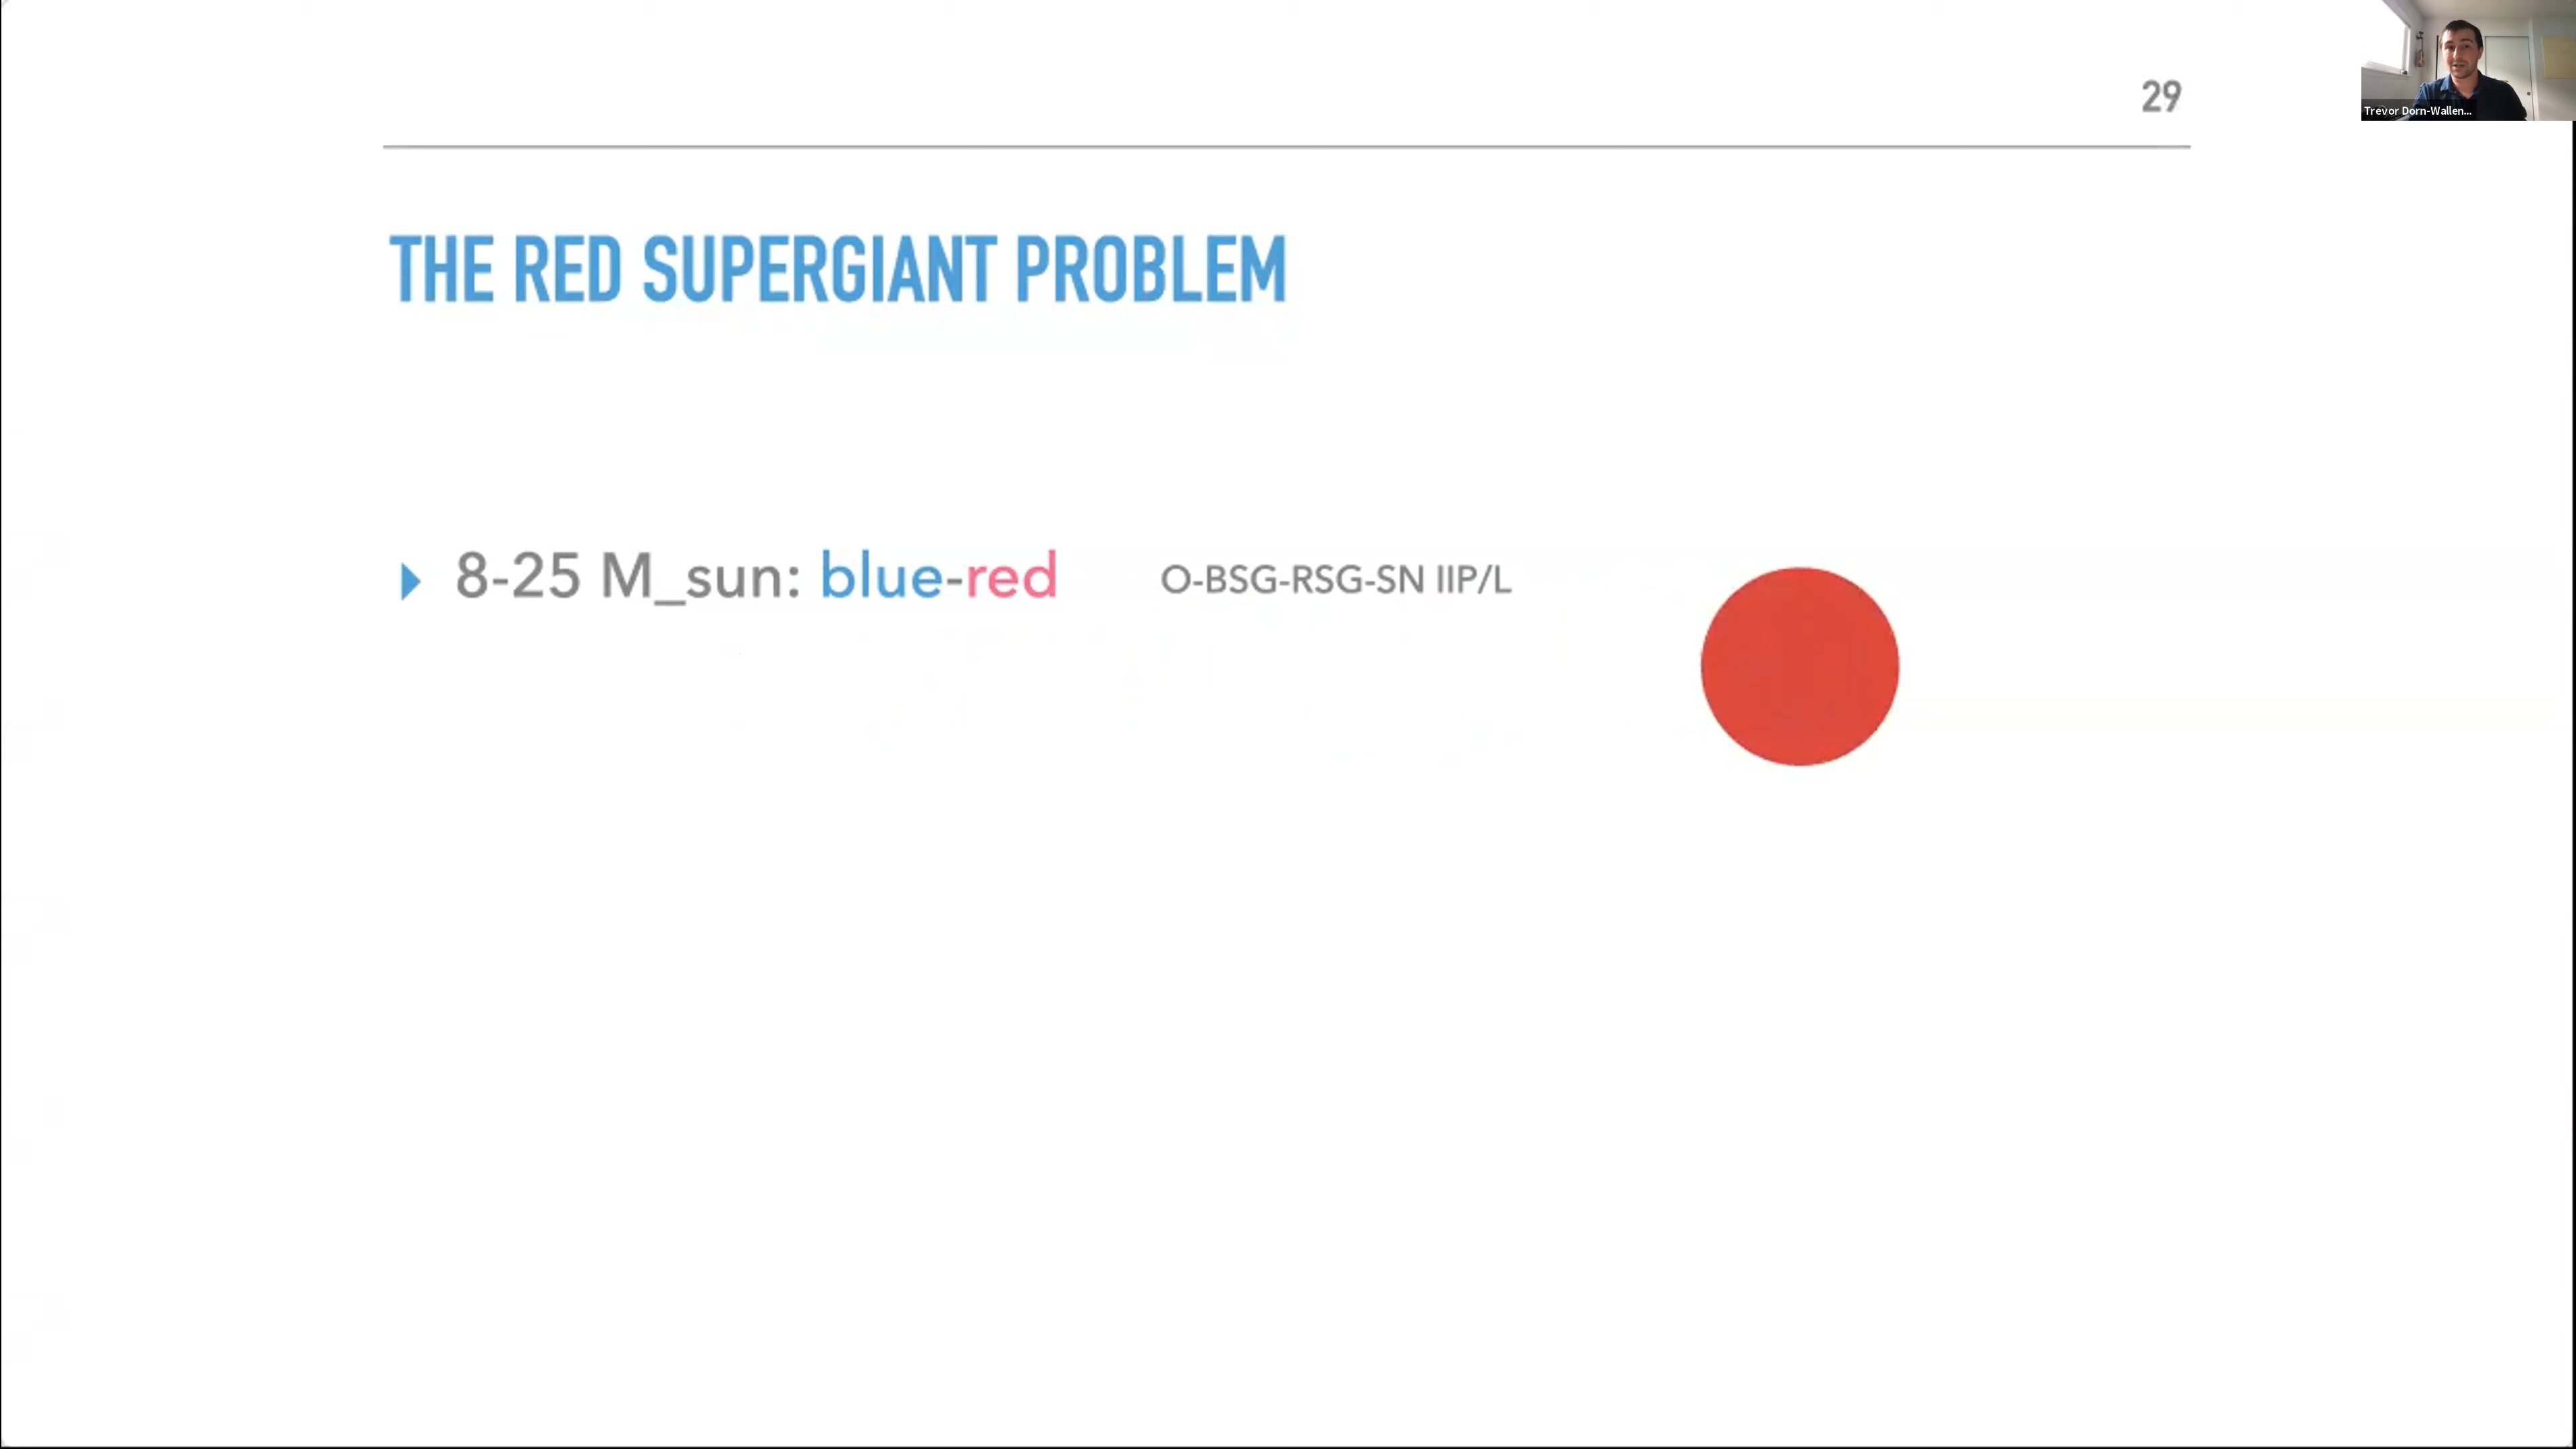 29
Trevor Dorn-Wallen...
THE RED SUPERGIANT PROBLEM
8-25 M_sun: blue-red
O-BSG-RSG-SN IIP/L